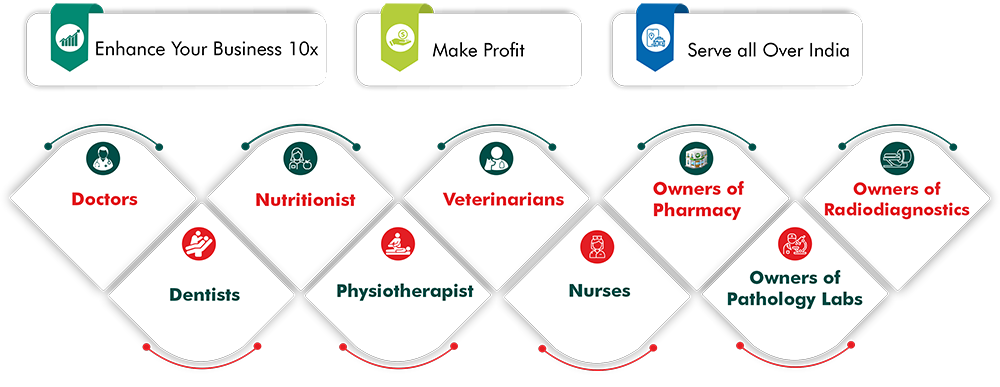 Enhance Your Business 10x
Make Profit
Serve all Over India
Doctors
Nutritionist
Veterinarians
Owners of
Pharmacy
Owners of
Radiodiagnostics
Dentists
Physiotherapist
Nurses
Owners of
Pathology Labs